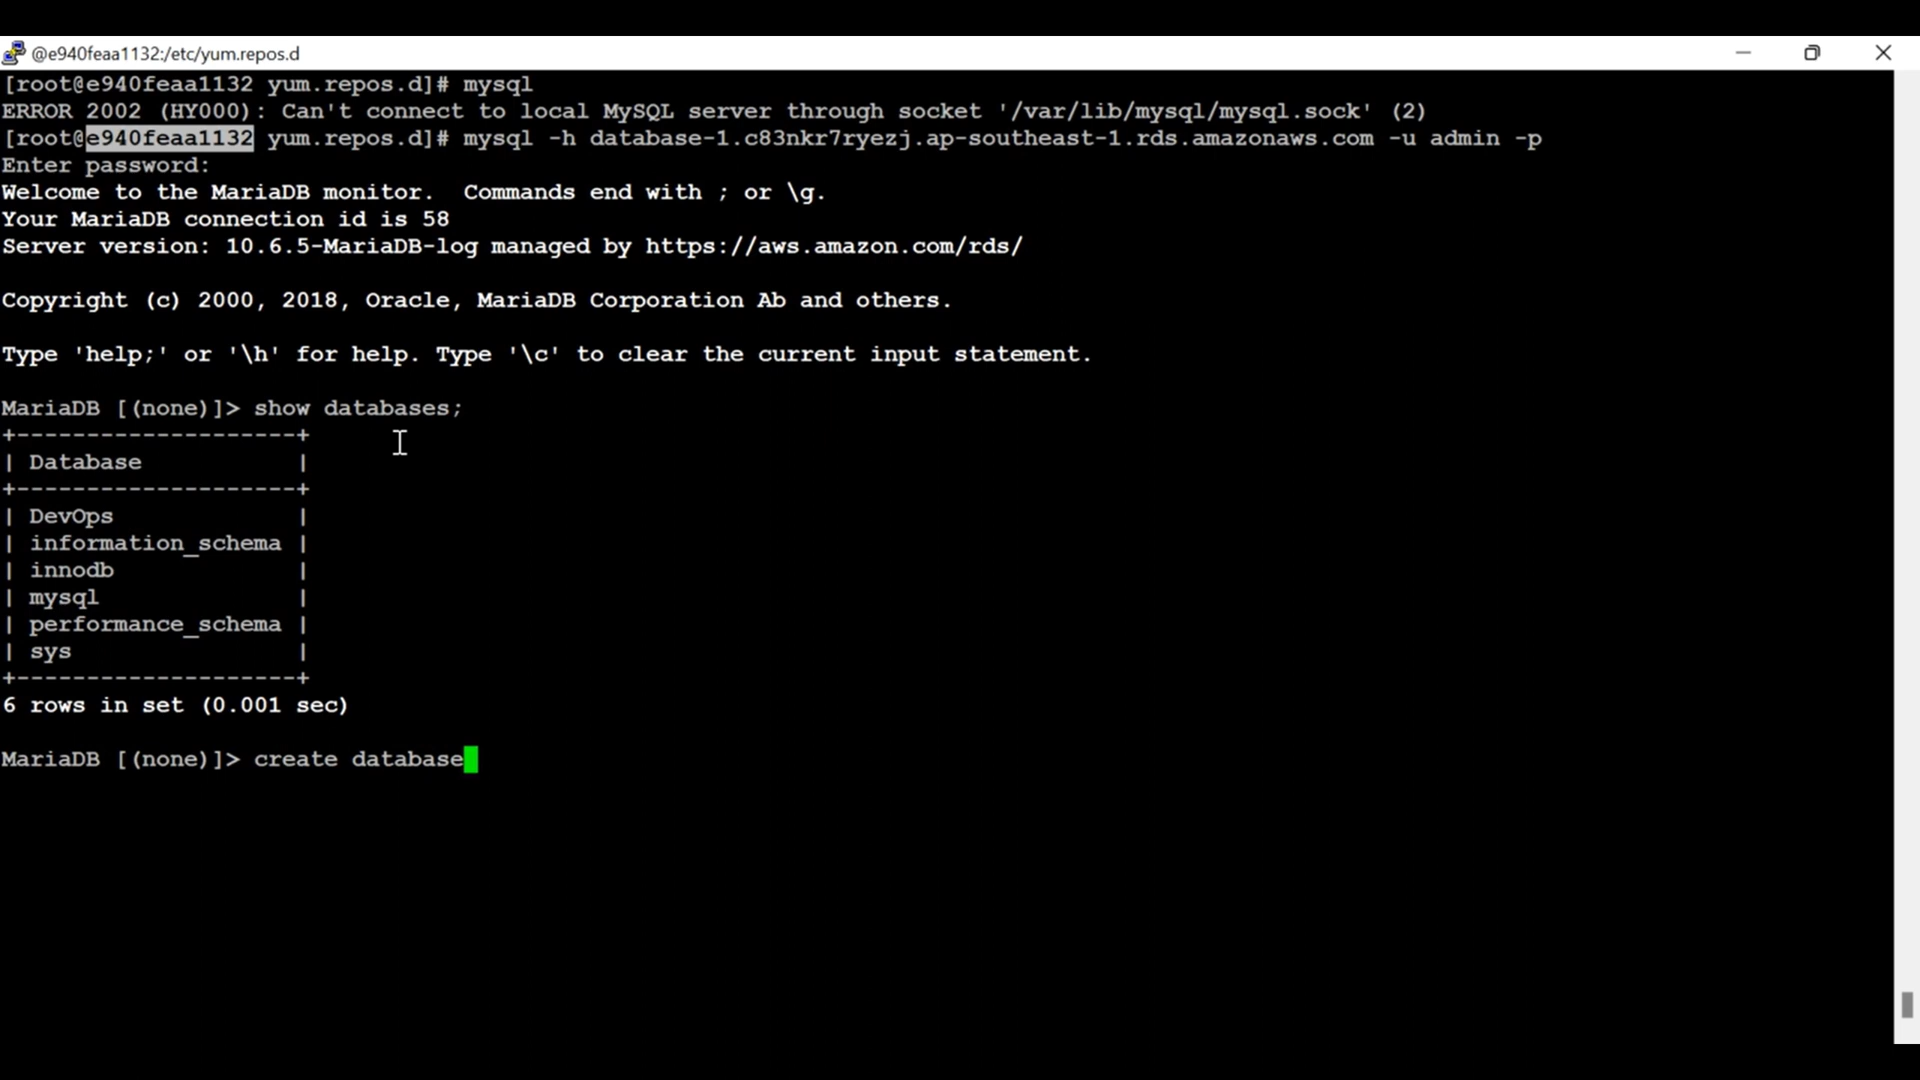 @e940feaa1132:/etc/yum.repos.d
[root@e940feaa1132 yum.repos.d]# mysql
ERROR 2002 (HY000): Can't connect to local MySQL server through socket '/var/lib/mysql/mysql.sock' (2)
[root@e940feaa1132 yum.repos.d]# mysql -h database-1.c83nkr7ryezj.ap-southeast-1.rds.amazonaws.com -u admin -p
Enter password:
Welcome to the MariaDB monitor.  Commands end with ; or \g.
Your MariaDB connection id is 58
Server version: 10.6.5-MariaDB-log managed by https://aws.amazon.com/rds/
Copyright (c) 2000, 2018, Oracle, MariaDB Corporation Ab and others.
Type 'help;' or '\h' for help. Type '\c' to clear the current input statement.
MariaDB [(none)]> show databases;
+--------------------+
| Database           |
+--------------------+
| DevOps             |
| information_schema |
| innodb             |
| mysql              |
| performance_schema |
| sys                |
+--------------------+
6 rows in set (0.001 sec)
MariaDB [(none)]> create database